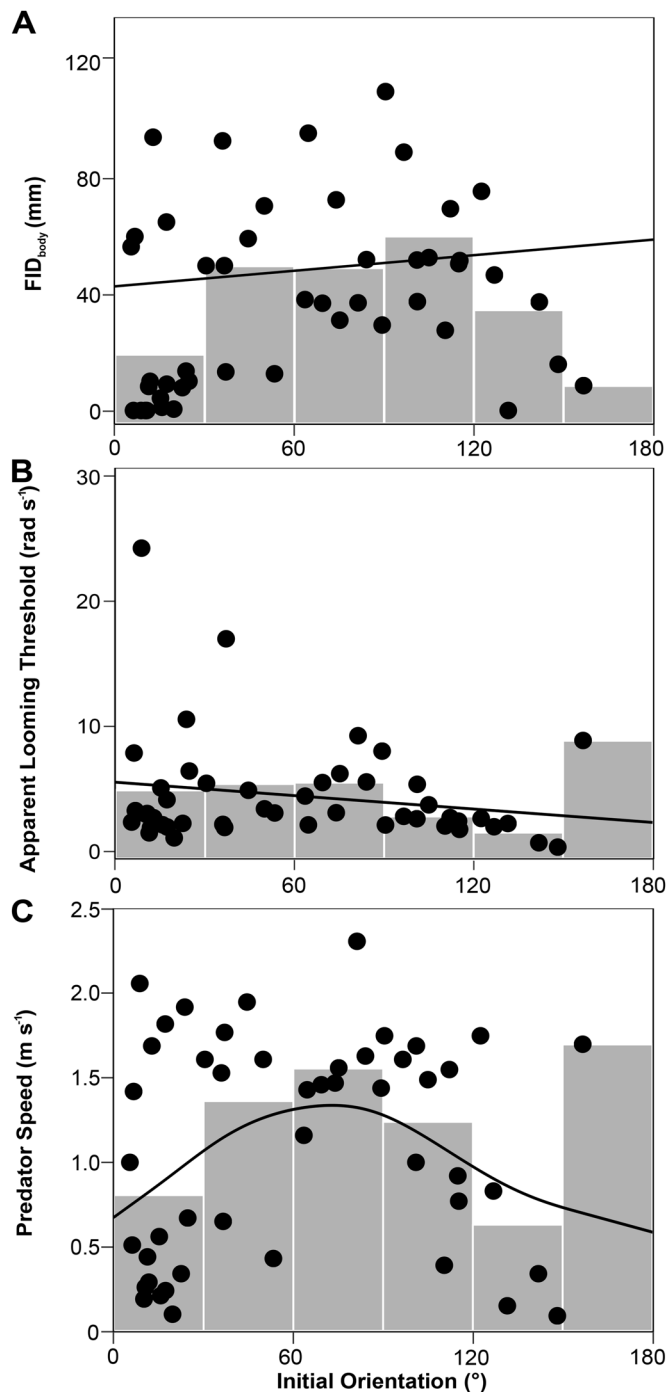 A
120
80
40
0
FID_body (mm)
0 60 120 180
B
30
20
10
0
Apparent Looming Threshold (rad s⁻¹)
0 60 120 180
C
2.5
2.0
1.5
1.0
0.5
0
Predator Speed (m s⁻¹)
0 60 120 180
Initial Orientation (°)